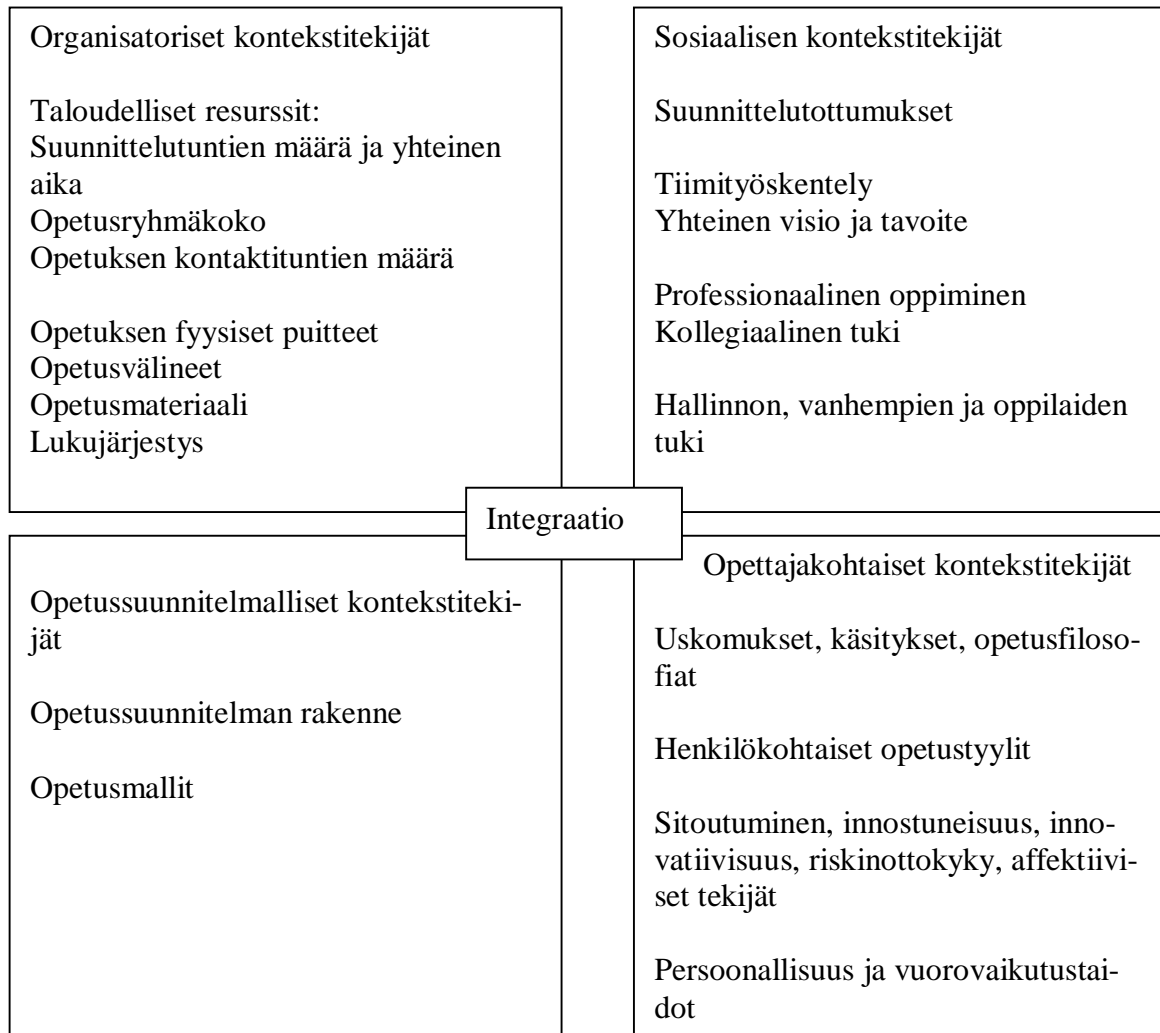 Organisatoriset kontekstitekijät
Taloudelliset resurssit:
Suunnittelutuntien määrä ja yhteinen
aika
Opetusryhmäkoko
Opetuksen kontaktituntien määrä
Opetuksen fyysiset puitteet
Opetusvälineet
Opetusmateriaali
Lukujärjestys
Sosiaalisen kontekstitekijät
Suunnittelutottumukset
Tiimityöskentely
Yhteinen visio ja tavoite
Professionaalinen oppiminen
Kollegiaalinen tuki
Hallinnon, vanhempien ja oppilaiden
tuki
Integraatio
Opetussuunnitelmalliset kontekstiteki-
jät
Opetussuunnitelman rakenne
Opetusmallit
Opettajakohtaiset kontekstitekijät
Uskomukset, käsitykset, opetusfiloso-
fiat
Henkilökohtaiset opetustyylit
Sitoutuminen, innostuneisuus, inno-
vatiivisuus, riskinottokyky, affektiivi-
set tekijät
Persoonallisuus ja vuorovaikutustai-
dot